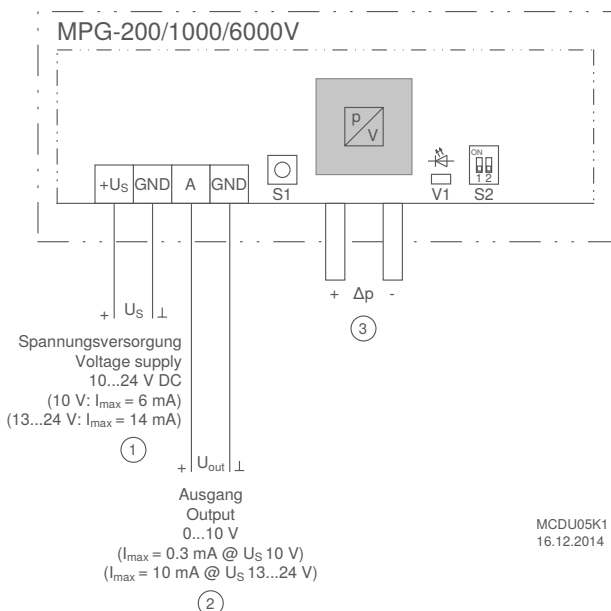 MPG-200/1000/6000V
p
V
ON
1 2
+US GND A GND
S1
V1
S2
+ US ⊥
+ Δp -
3
Spannungsversorgung
Voltage supply
10...24 V DC
(10 V: Imax = 6 mA)
(13...24 V: Imax = 14 mA)
1
+ Uout ⊥
Ausgang
Output
0...10 V
(Imax = 0.3 mA @ US 10 V)
(Imax = 10 mA @ US 13...24 V)
2
MCDU05K1
16.12.2014